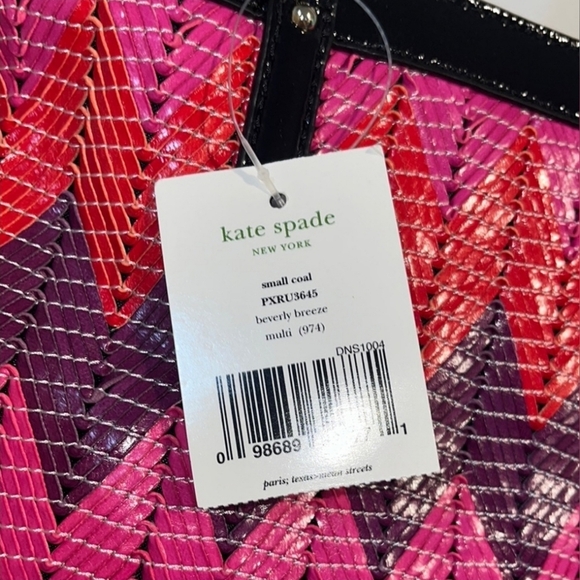 kate spade
NEW YORK
small coal
PXRU3645
beverly breeze
multi (974)
DNS1004
0 98689 1